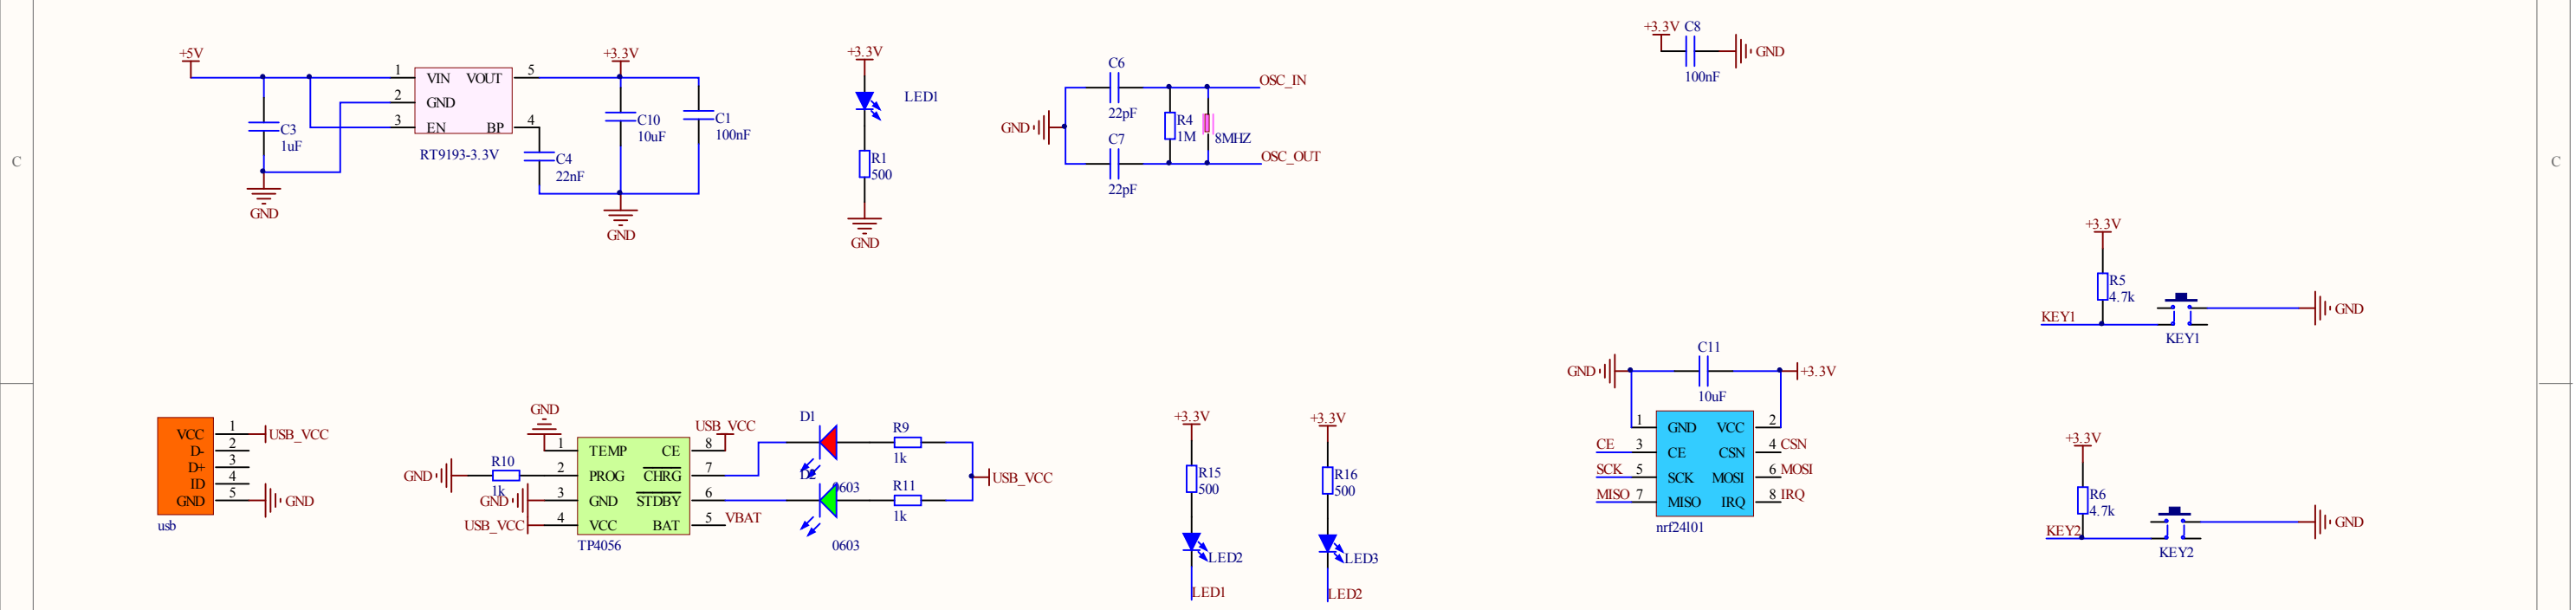 C
+5V
1
2
3
VIN
VOUT
GND
EN
BP
5
4
RT9193-3.3V
C3
1uF
GND
C4
22nF
+3.3V
C10
10uF
C1
100nF
GND
+3.3V
LED1
R1
500
GND
GND
C6
22pF
C7
22pF
R4
1M
8MHZ
OSC_IN
OSC_OUT
+3.3V
C8
100nF
GND
+3.3V
R5
4.7k
KEY1
KEY1
GND
C
VCC
D-
D+
ID
GND
1
2
3
4
5
USB_VCC
GND
usb
GND
GND
R10
1k
GND
USB_VCC
1
2
3
4
TEMP
PROG
GND
VCC
CE
CHRG
STDBY
BAT
8
7
6
5
USB_VCC
VBAT
TP4056
D1
D2
0603
0603
R9
1k
R11
1k
USB_VCC
+3.3V
R15
500
LED2
LED1
+3.3V
R16
500
LED3
LED2
GND
C11
10uF
+3.3V
1
2
GND
VCC
CE
3
CE
CSN
4
CSN
SCK
5
SCK
MOSI
6
MOSI
MISO
7
MISO
IRQ
8
IRQ
nrf24l01
+3.3V
R6
4.7k
KEY2
KEY2
GND